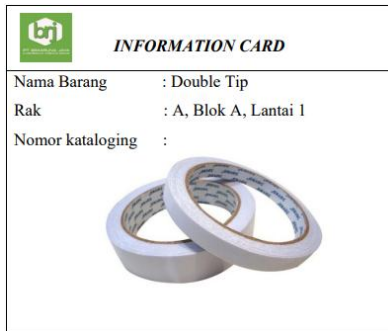 INFORMATION CARD
Nama Barang : Double Tip
Rak : A, Blok A, Lantai 1
Nomor kataloging :